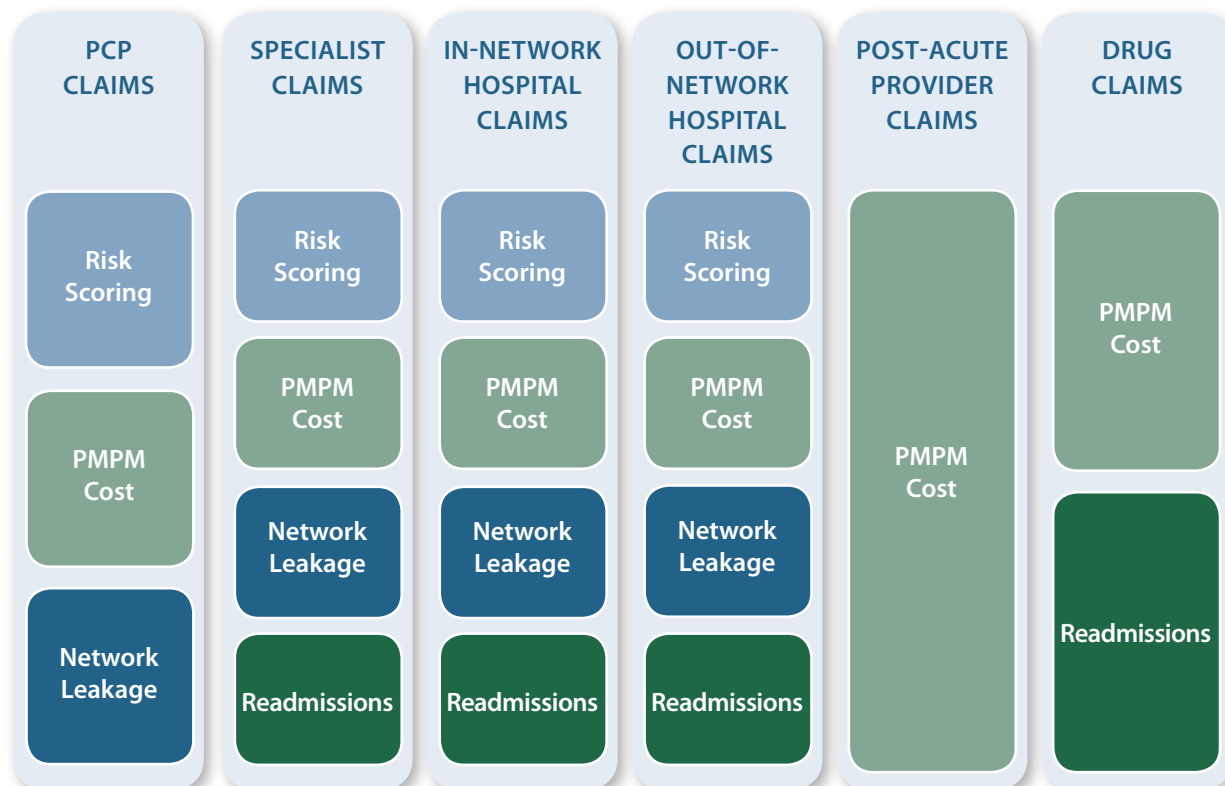 PCP
CLAIMS
Risk
Scoring
PMPM
Cost
Network
Leakage
SPECIALIST
CLAIMS
Risk
Scoring
PMPM
Cost
Network
Leakage
Readmissions
IN-NETWORK
HOSPITAL
CLAIMS
Risk
Scoring
PMPM
Cost
Network
Leakage
Readmissions
OUT-OF-
NETWORK
HOSPITAL
CLAIMS
Risk
Scoring
PMPM
Cost
Network
Leakage
Readmissions
POST-ACUTE
PROVIDER
CLAIMS
PMPM
Cost
DRUG
CLAIMS
PMPM
Cost
Readmissions